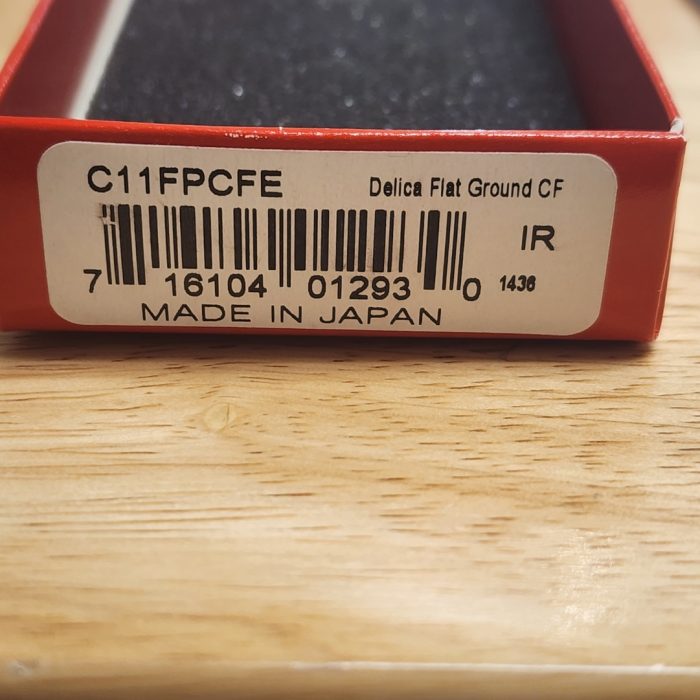 C11FPCFE Delica Flat Ground CF
IR
7 16104 01293 0 1436
MADE IN JAPAN